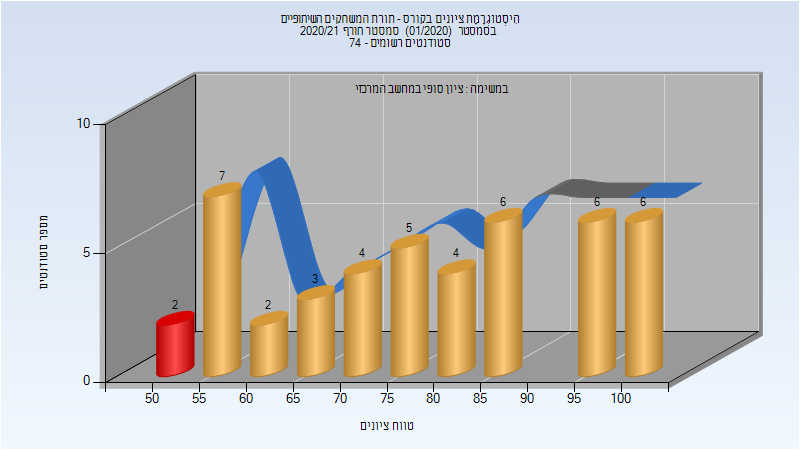 היסטוגרמת ציונים בקורס - תורת המשחקים השיתופיים
בסמסטר (01/2020) סמסטר חורף 2020/21
סטודנטים רשומים - 74
במשימה : ציון סופי במחשב המרכזי
10
5
0
מספר סטודנטים
2
7
2
3
4
5
4
6
6
6
50 55 60 65 70 75 80 85 90 95 100
טווח ציונים